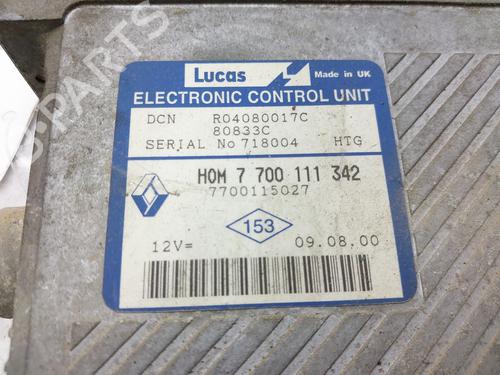 Lucas Made in UK
ELECTRONIC CONTROL UNIT
DCN R04080017C
80833C
SERIAL No 718004 HTG
HOM 7 700 111 342
7700115027
153
12V= 09.08.00